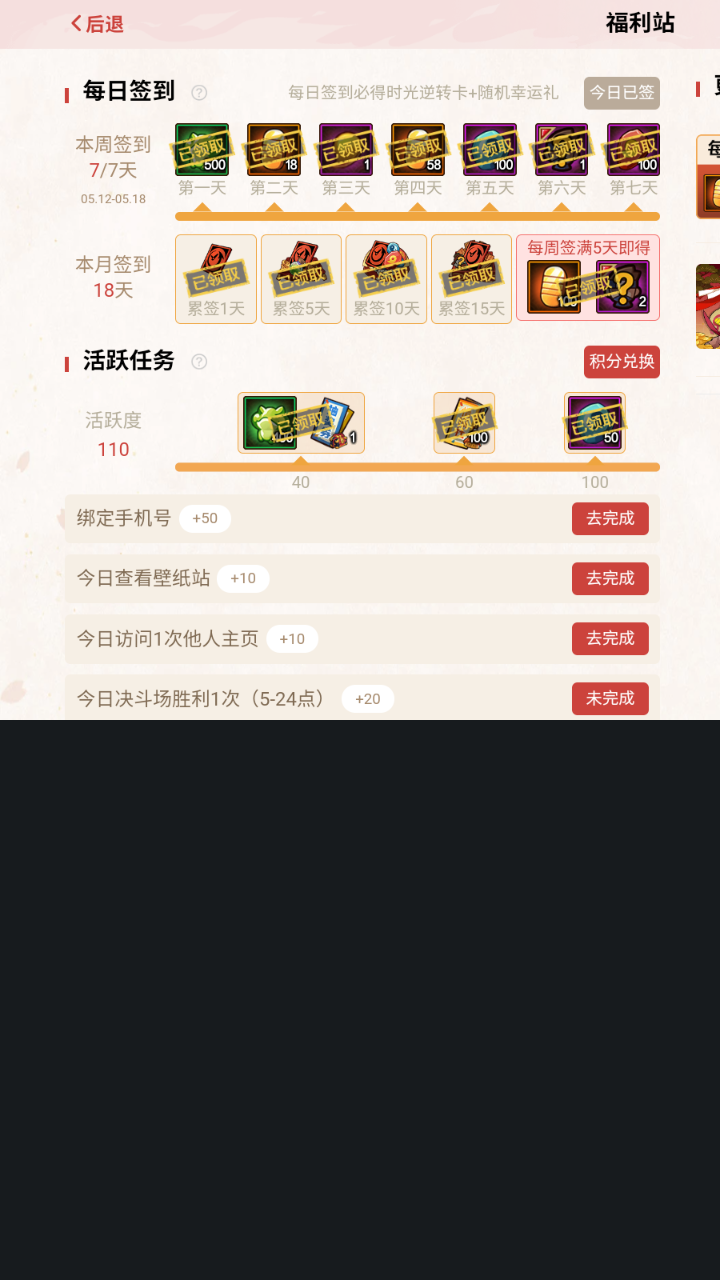 后退
福利站
每日签到
每日签到必得时光逆转卡+随机幸运礼
今日已签
本周签到
7/7天
05.12-05.18
已领取 500
已领取 18
已领取 1
已领取 58
已领取 100
已领取 1
已领取 100
第一天
第二天
第三天
第四天
第五天
第六天
第七天
本月签到
18天
已领取
累签1天
已领取
累签5天
已领取
累签10天
已领取
累签15天
每周签满5天即得
已领取
2
活跃任务
积分兑换
活跃度
110
已领取
1
已领取
100
已领取
50
40
60
100
绑定手机号 +50 去完成
今日查看壁纸站 +10 去完成
今日访问1次他人主页 +10 去完成
今日决斗场胜利1次（5-24点） +20 未完成